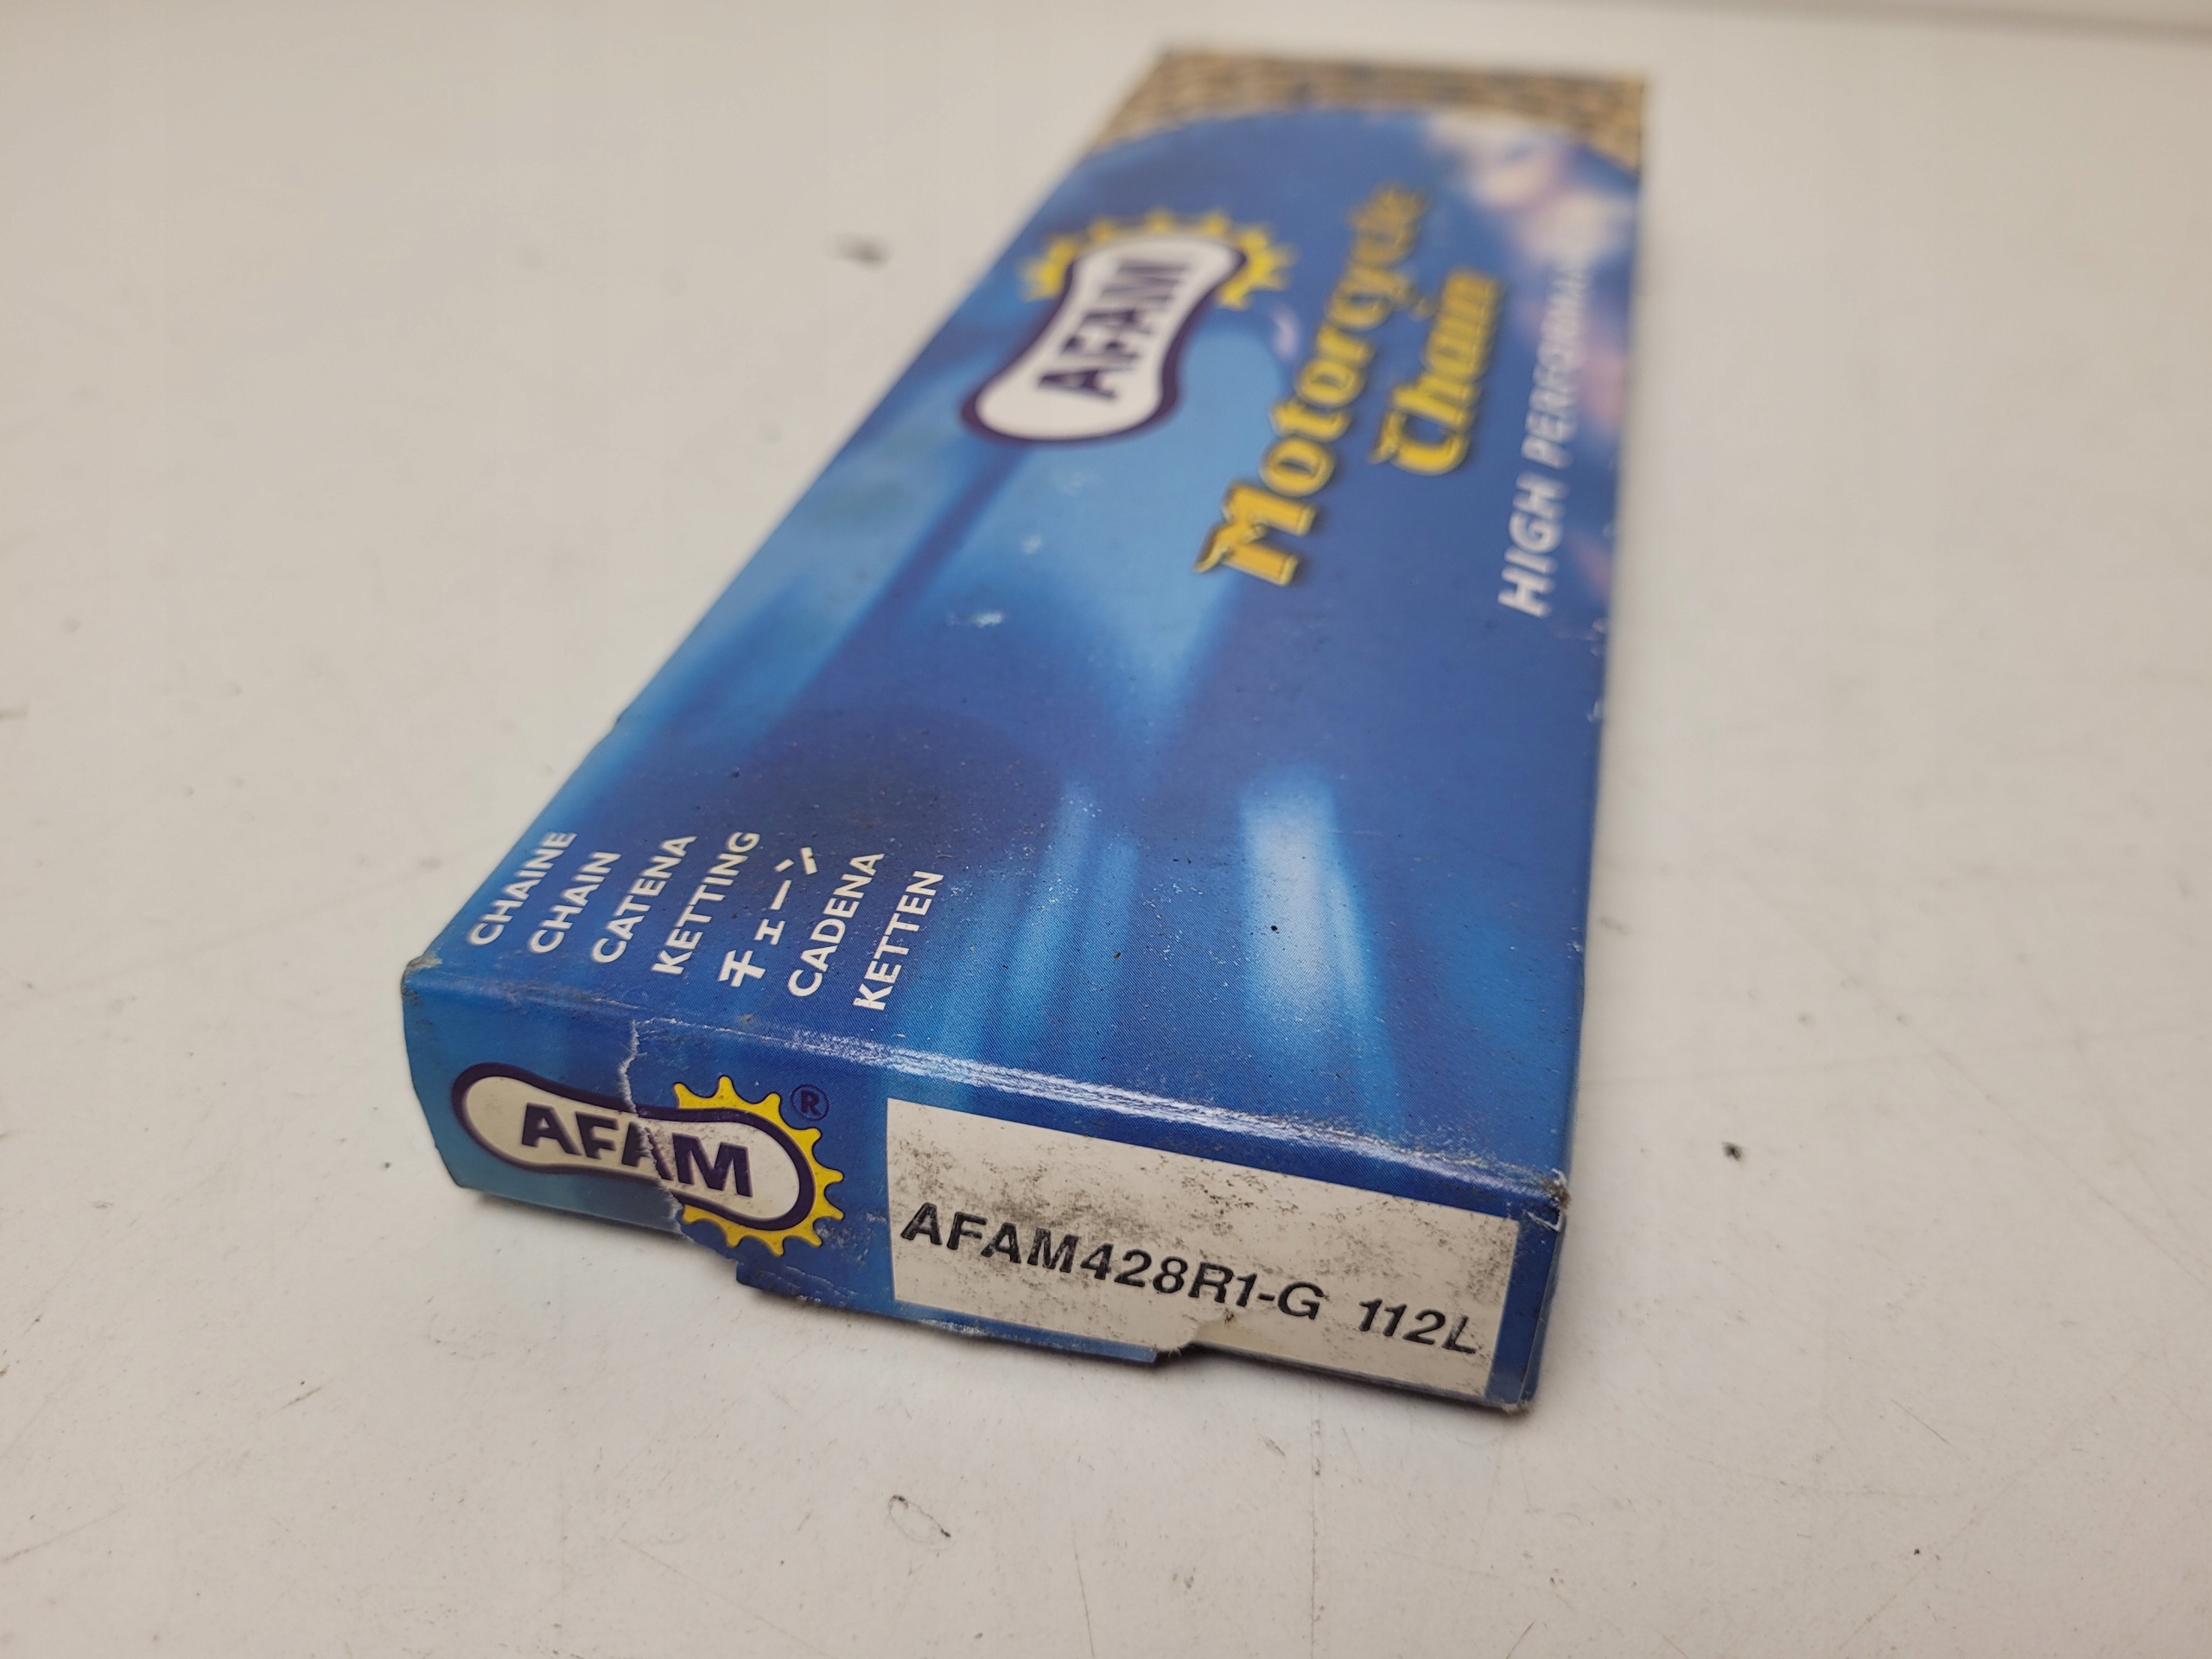 AFAM
Motorcycle
Chain
HIGH PERFORMA
CHAINE
CHAIN
CATENA
KETTING
チェーン
CADENA
KETTEN
AFAM®
AFAM428R1-G 112L